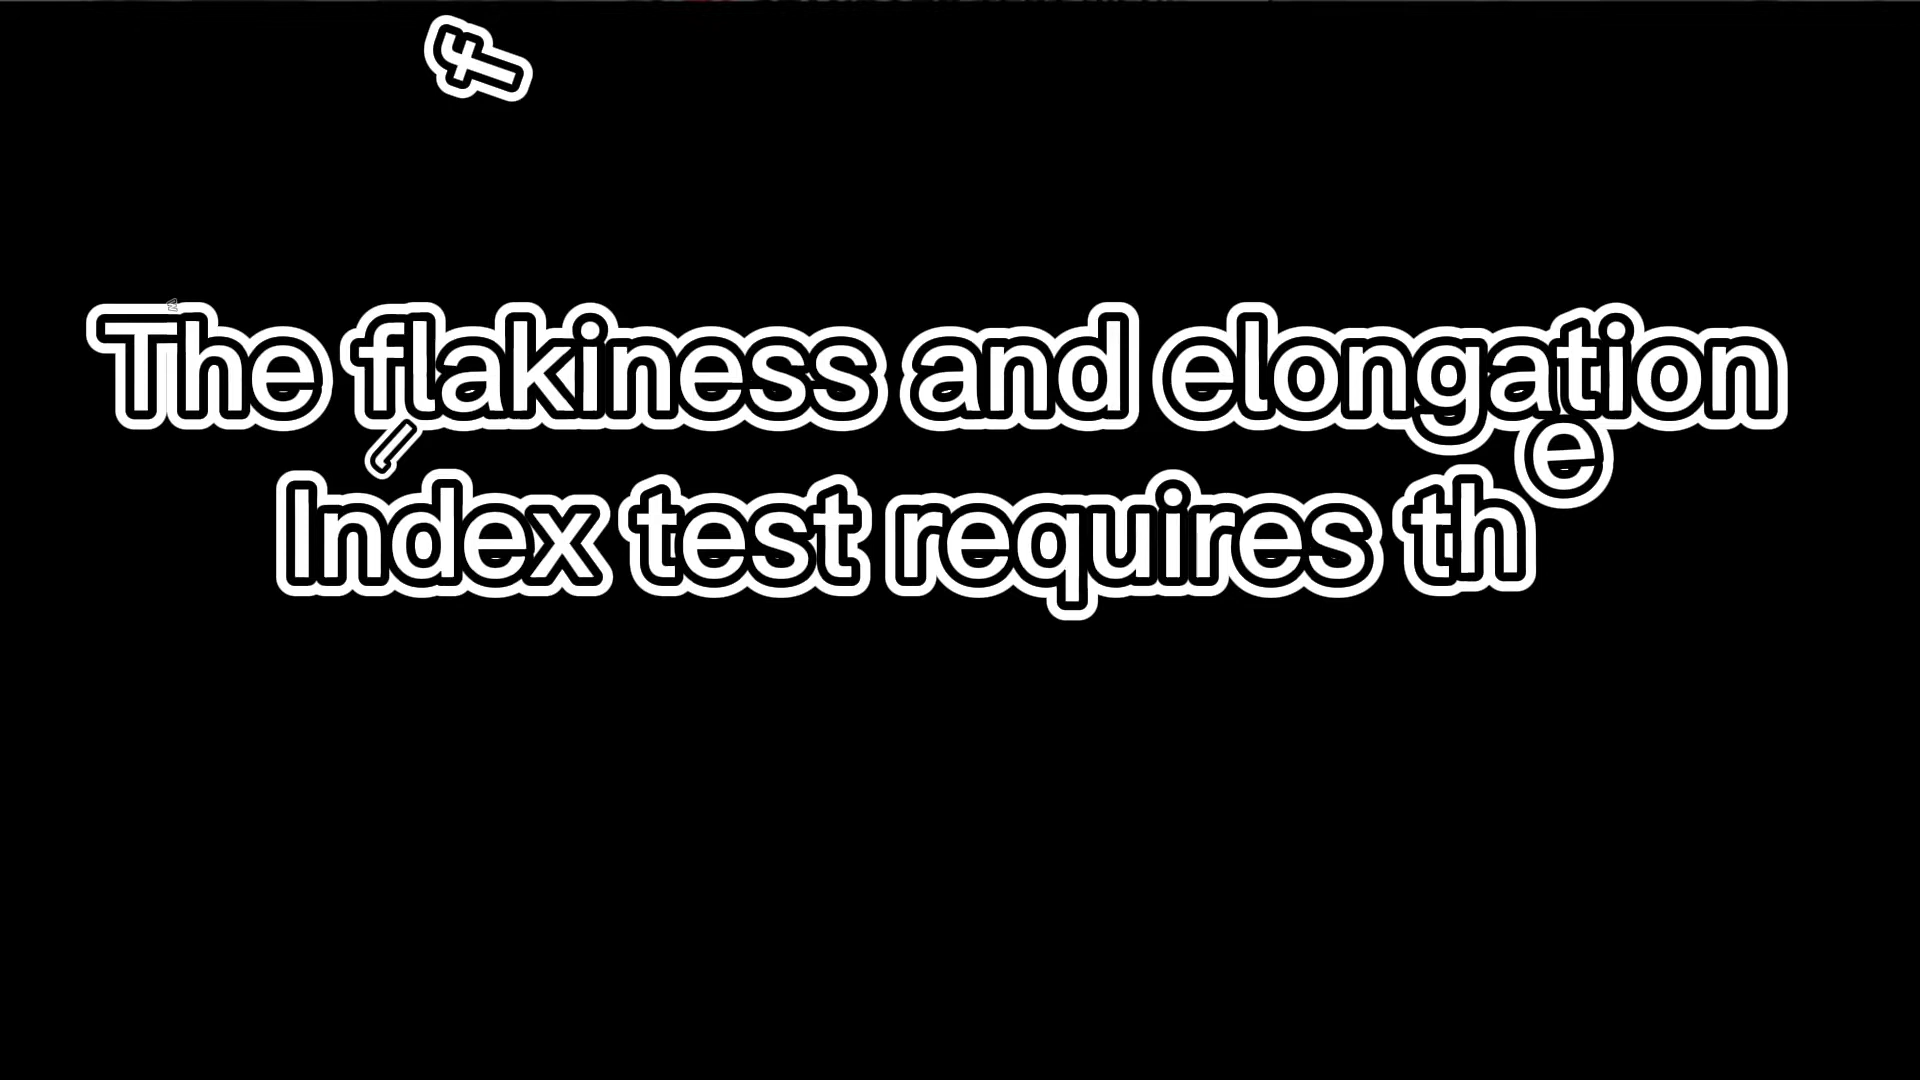 The flakiness and elongation
Index test requires the